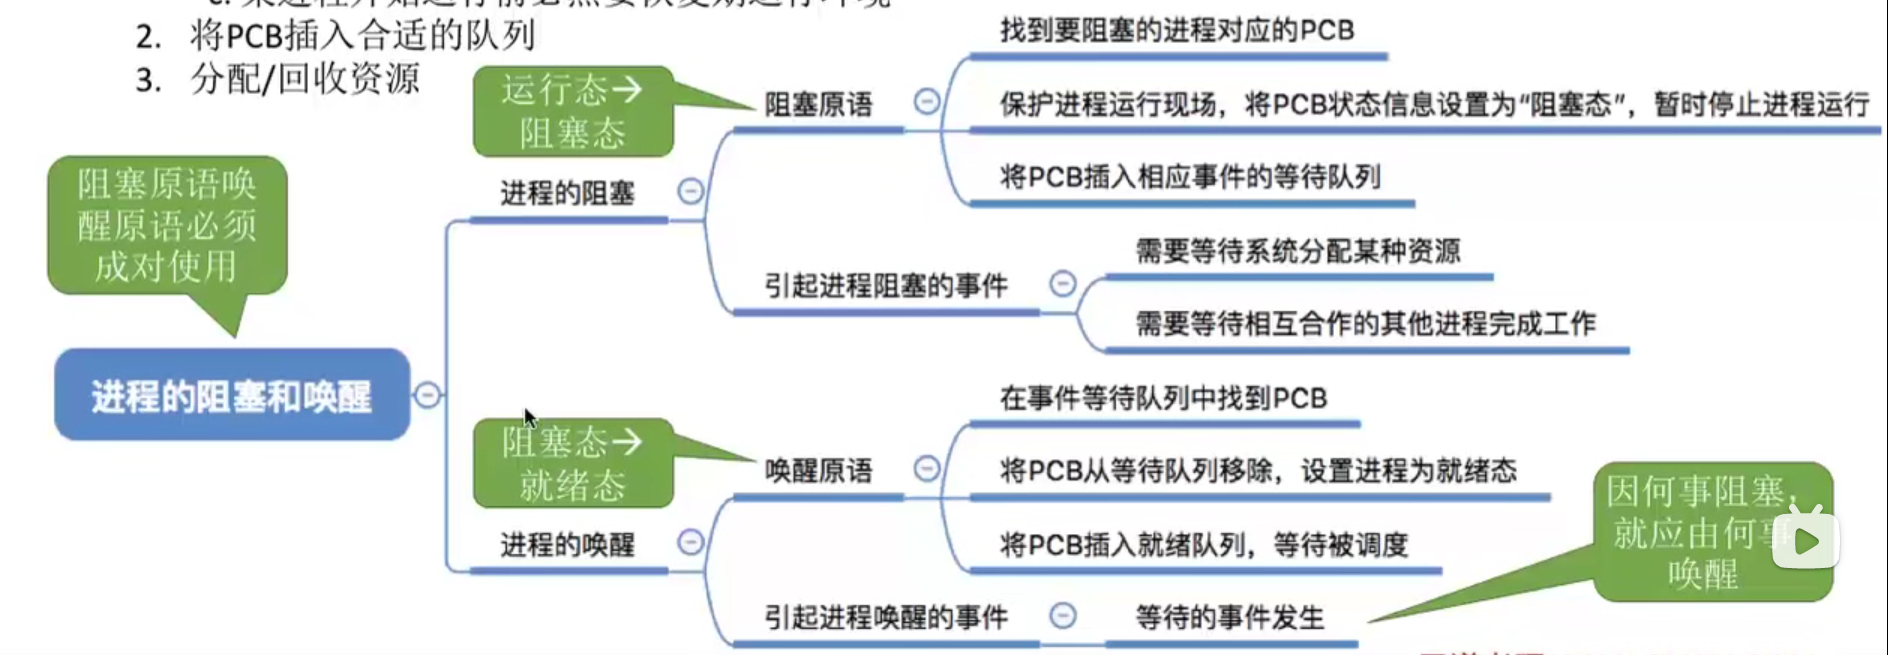 2. 将PCB插入合适的队列
3. 分配/回收资源
运行态→
阻塞态
阻塞原语
找到要阻塞的进程对应的PCB
保护进程运行现场，将PCB状态信息设置为“阻塞态”，暂时停止进程运行
将PCB插入相应事件的等待队列
进程的阻塞
阻塞原语唤
醒原语必须
成对使用
引起进程阻塞的事件
需要等待系统分配某种资源
需要等待相互合作的其他进程完成工作
进程的阻塞和唤醒
阻塞态→
就绪态
唤醒原语
在事件等待队列中找到PCB
将PCB从等待队列移除，设置进程为就绪态
将PCB插入就绪队列，等待被调度
进程的唤醒
引起进程唤醒的事件
等待的事件发生
因何事阻塞，
就应由何事
唤醒